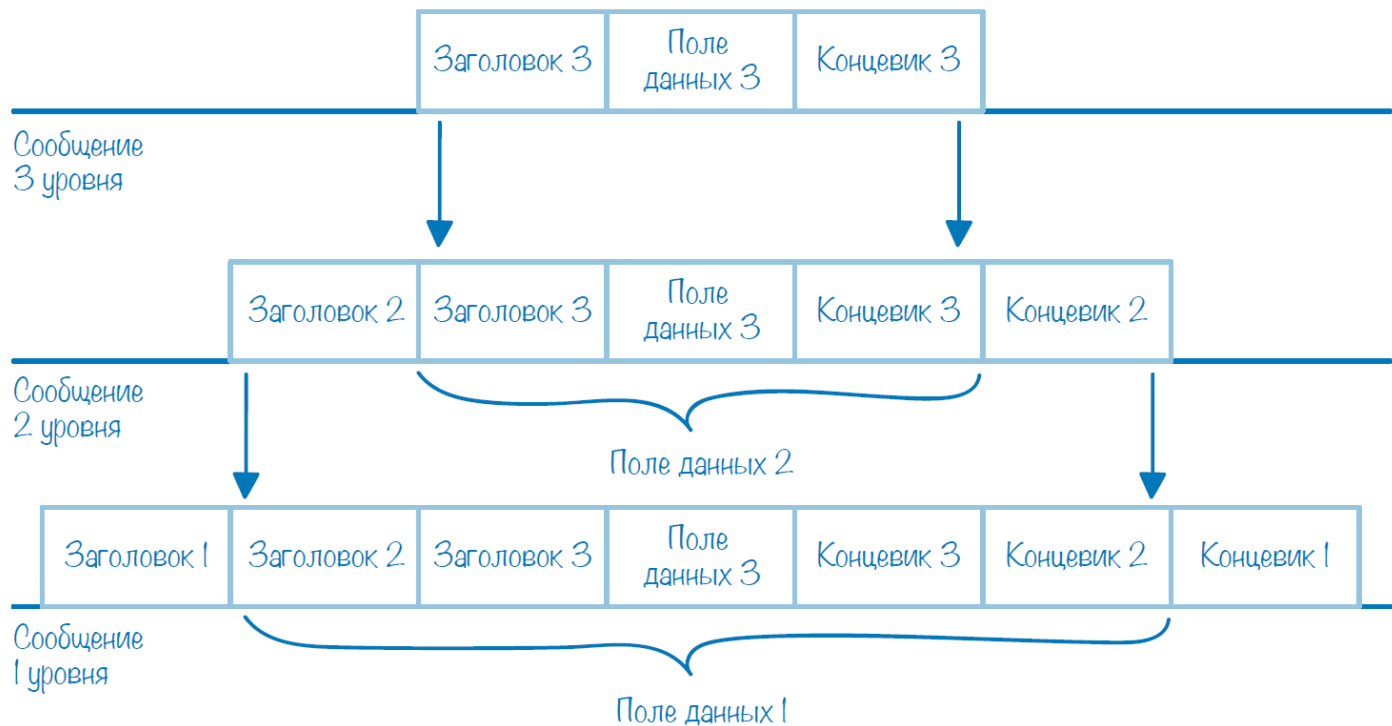 Заголовок 3
Поле
данных 3
Концевик 3
Сообщение
3 уровня
Заголовок 2
Заголовок 3
Поле
данных 3
Концевик 3
Концевик 2
Сообщение
2 уровня
Поле данных 2
Заголовок 1
Заголовок 2
Заголовок 3
Поле
данных 3
Концевик 3
Концевик 2
Концевик 1
Сообщение
1 уровня
Поле данных 1